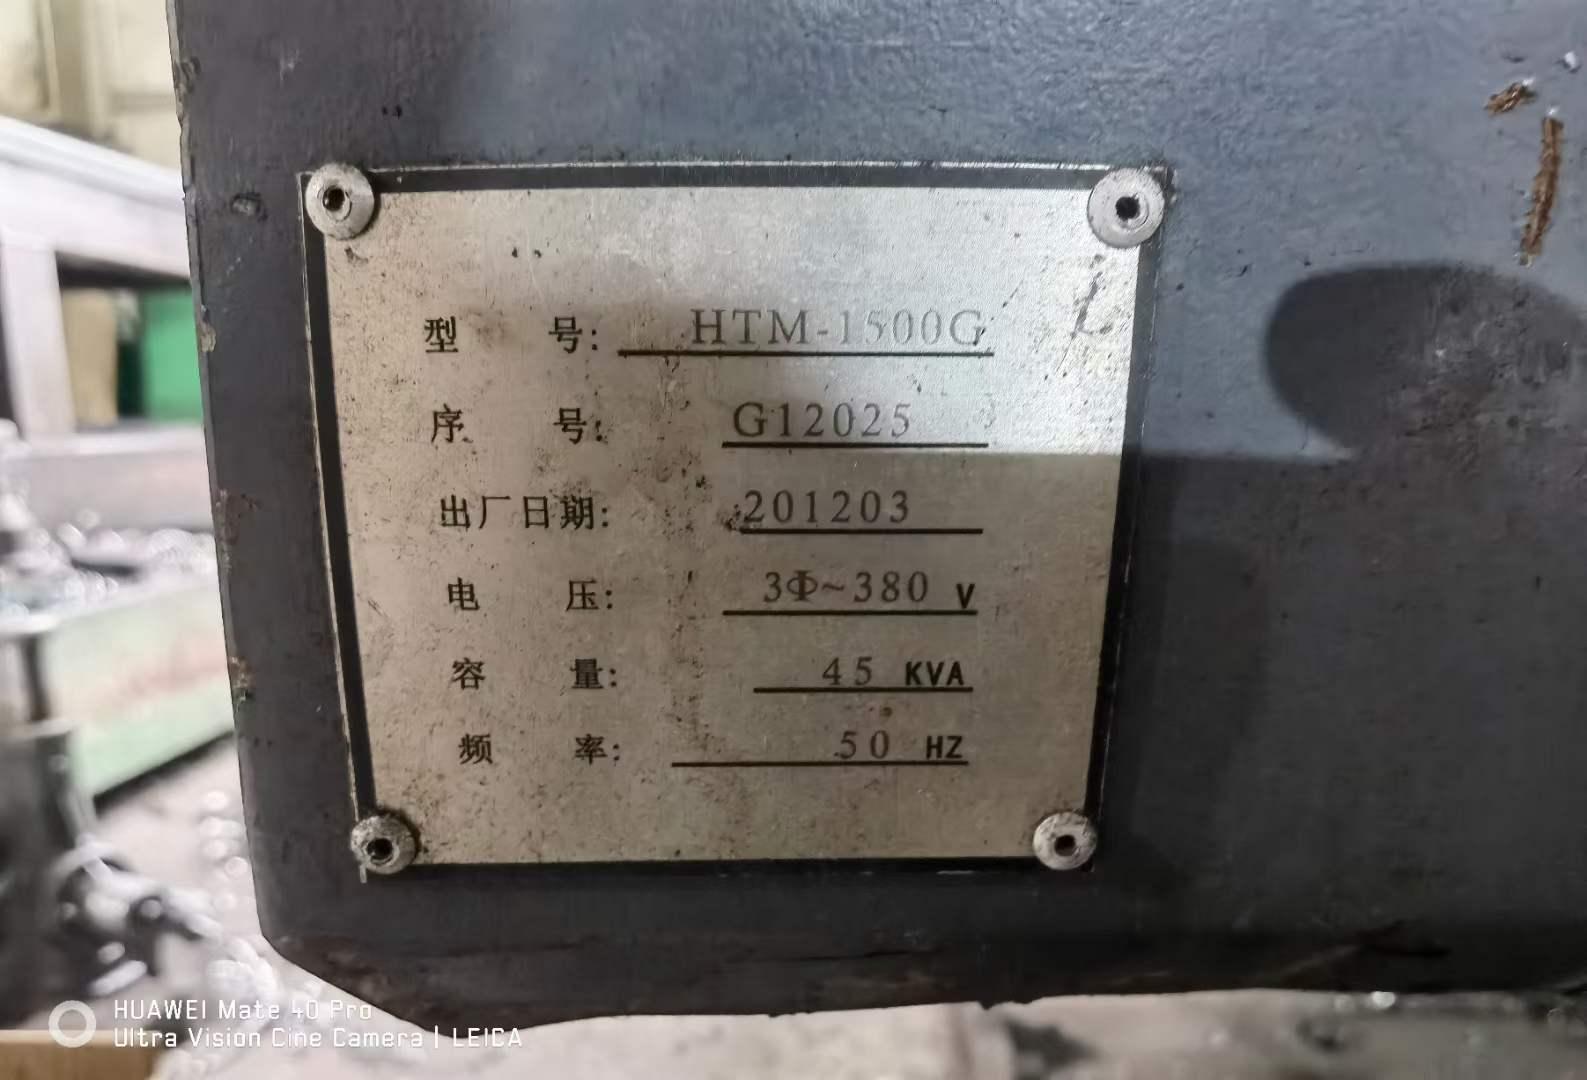 型号: HTM-1500G
序号: G12025
出厂日期: 201203
电压: 3Φ~380 V
容量: 45 KVA
频率: 50 HZ
HUAWEI Mate 40 Pro
Ultra Vision Cine Camera | LEICA